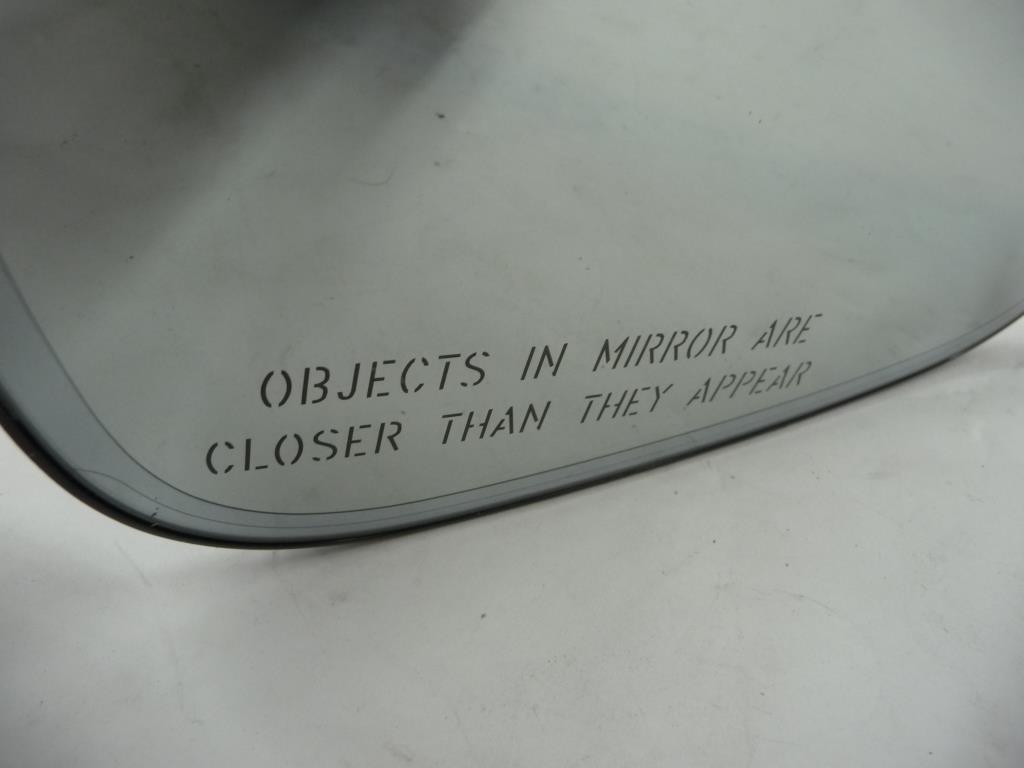 OBJECTS IN MIRROR ARE
CLOSER THAN THEY APPEAR